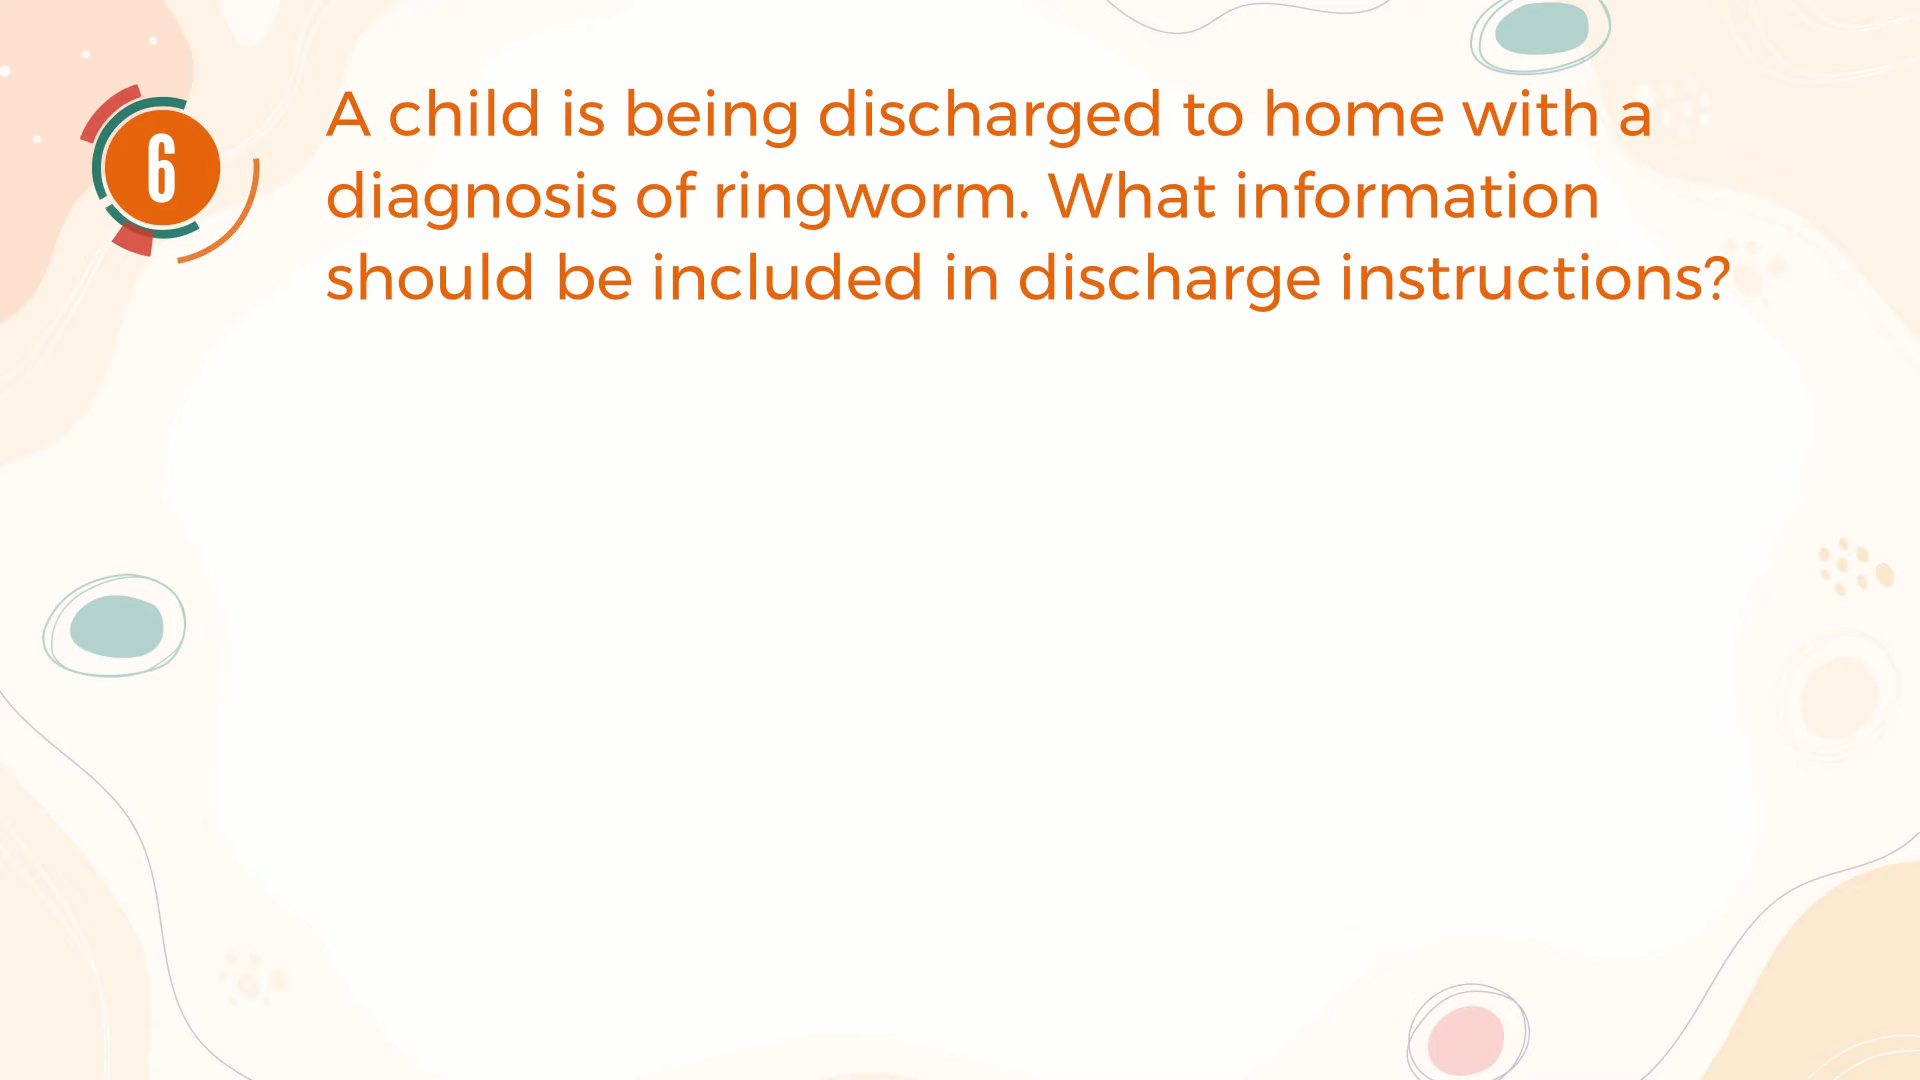 6
A child is being discharged to home with a
diagnosis of ringworm. What information
should be included in discharge instructions?